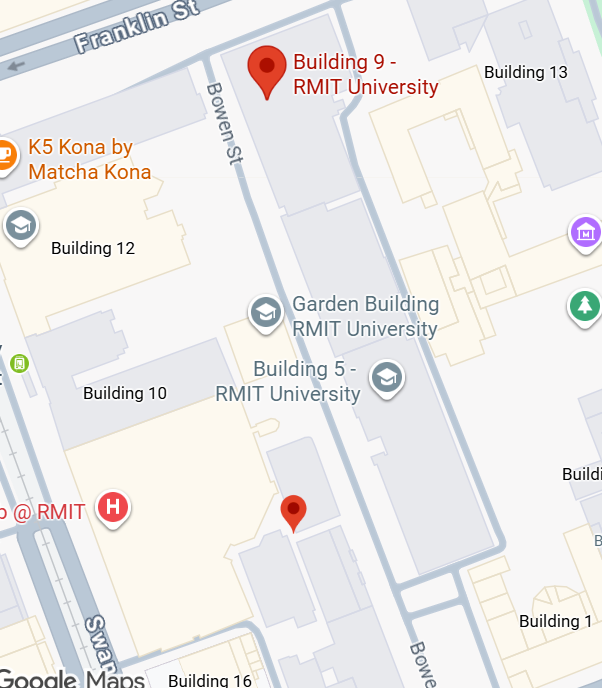 Franklin St
Building 9 -
RMIT University
Building 13
Bowen St
K5 Kona by
Matcha Kona
Building 12
Garden Building
RMIT University
Building 5 -
RMIT University
Building 10
H
@ RMIT
Building 1
Swan
Bowe
Google Maps
Building 16